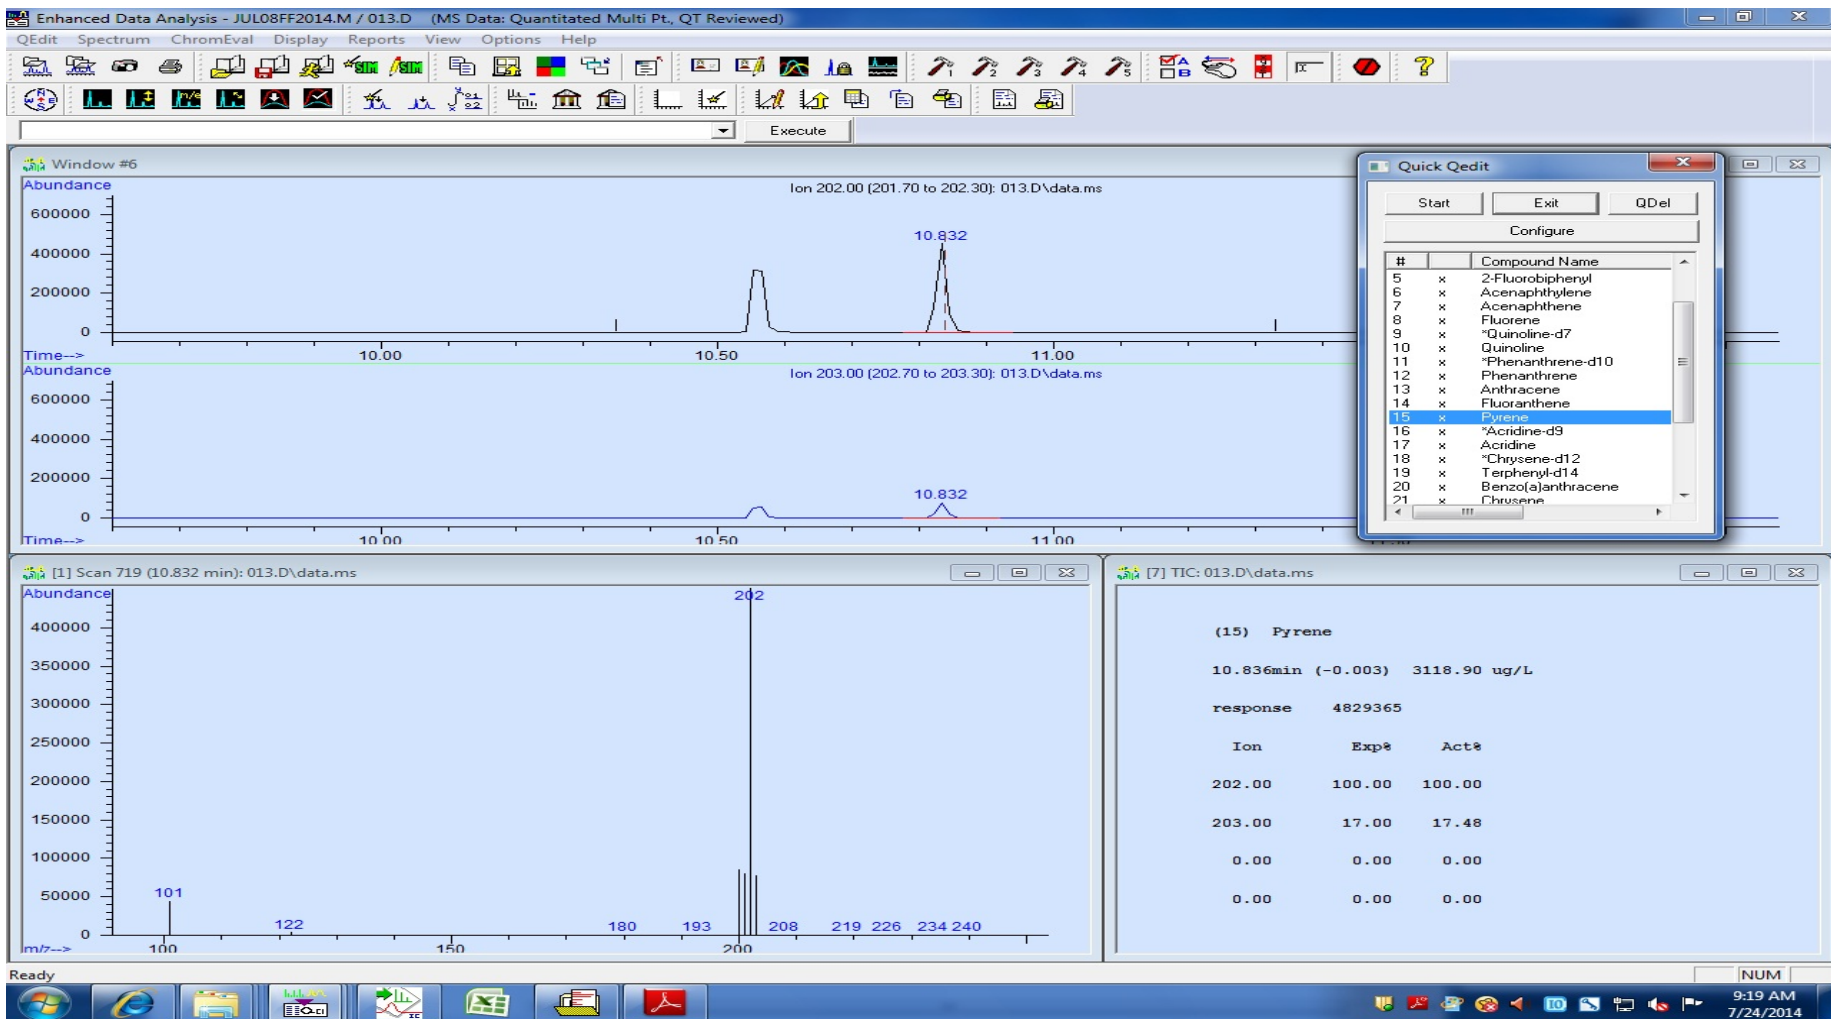 Enhanced Data Analysis - JUL08FF2014.M / 013.D (MS Data: Quantitated Multi Pt., QT Reviewed)
QEdit Spectrum ChromEval Display Reports View Options Help
Execute
Window #6
Abundance
Ion 202.00 (201.70 to 202.30): 013.D\data.ms
600000
10.832
400000
200000
0
Time-->
10.00 10.50 11.00
Abundance
Ion 203.00 (202.70 to 203.30): 013.D\data.ms
600000
400000
200000
10.832
0
Time-->
10.00 10.50 11.00
Quick Qedit
Start Exit QDel
Configure
# Compound Name
5 x 2-Fluorobiphenyl
6 x Acenaphthylene
7 x Acenaphthene
8 x Fluorene
9 x *Quinoline-d7
10 x Quinoline
11 x *Phenanthrene-d10
12 x Phenanthrene
13 x Anthracene
14 x Fluoranthene
15 x Pyrene
16 x *Acridine-d9
17 x Acridine
18 x *Chrysene-d12
19 x Terphenyl-d14
20 x Benzo(a)anthracene
21 x Chrysene
[1] Scan 719 (10.832 min): 013.D\data.ms
Abundance
202
400000
350000
300000
250000
200000
150000
100000
50000
101
122 180 193 208 219 226 234 240
0
m/z-->
100 150 200
[7] TIC: 013.D\data.ms
(15) Pyrene
10.836min (-0.003) 3118.90 ug/L
response 4829365
Ion Exp% Act%
202.00 100.00 100.00
203.00 17.00 17.48
0.00 0.00 0.00
0.00 0.00 0.00
Ready
NUM
9:19 AM
7/24/2014